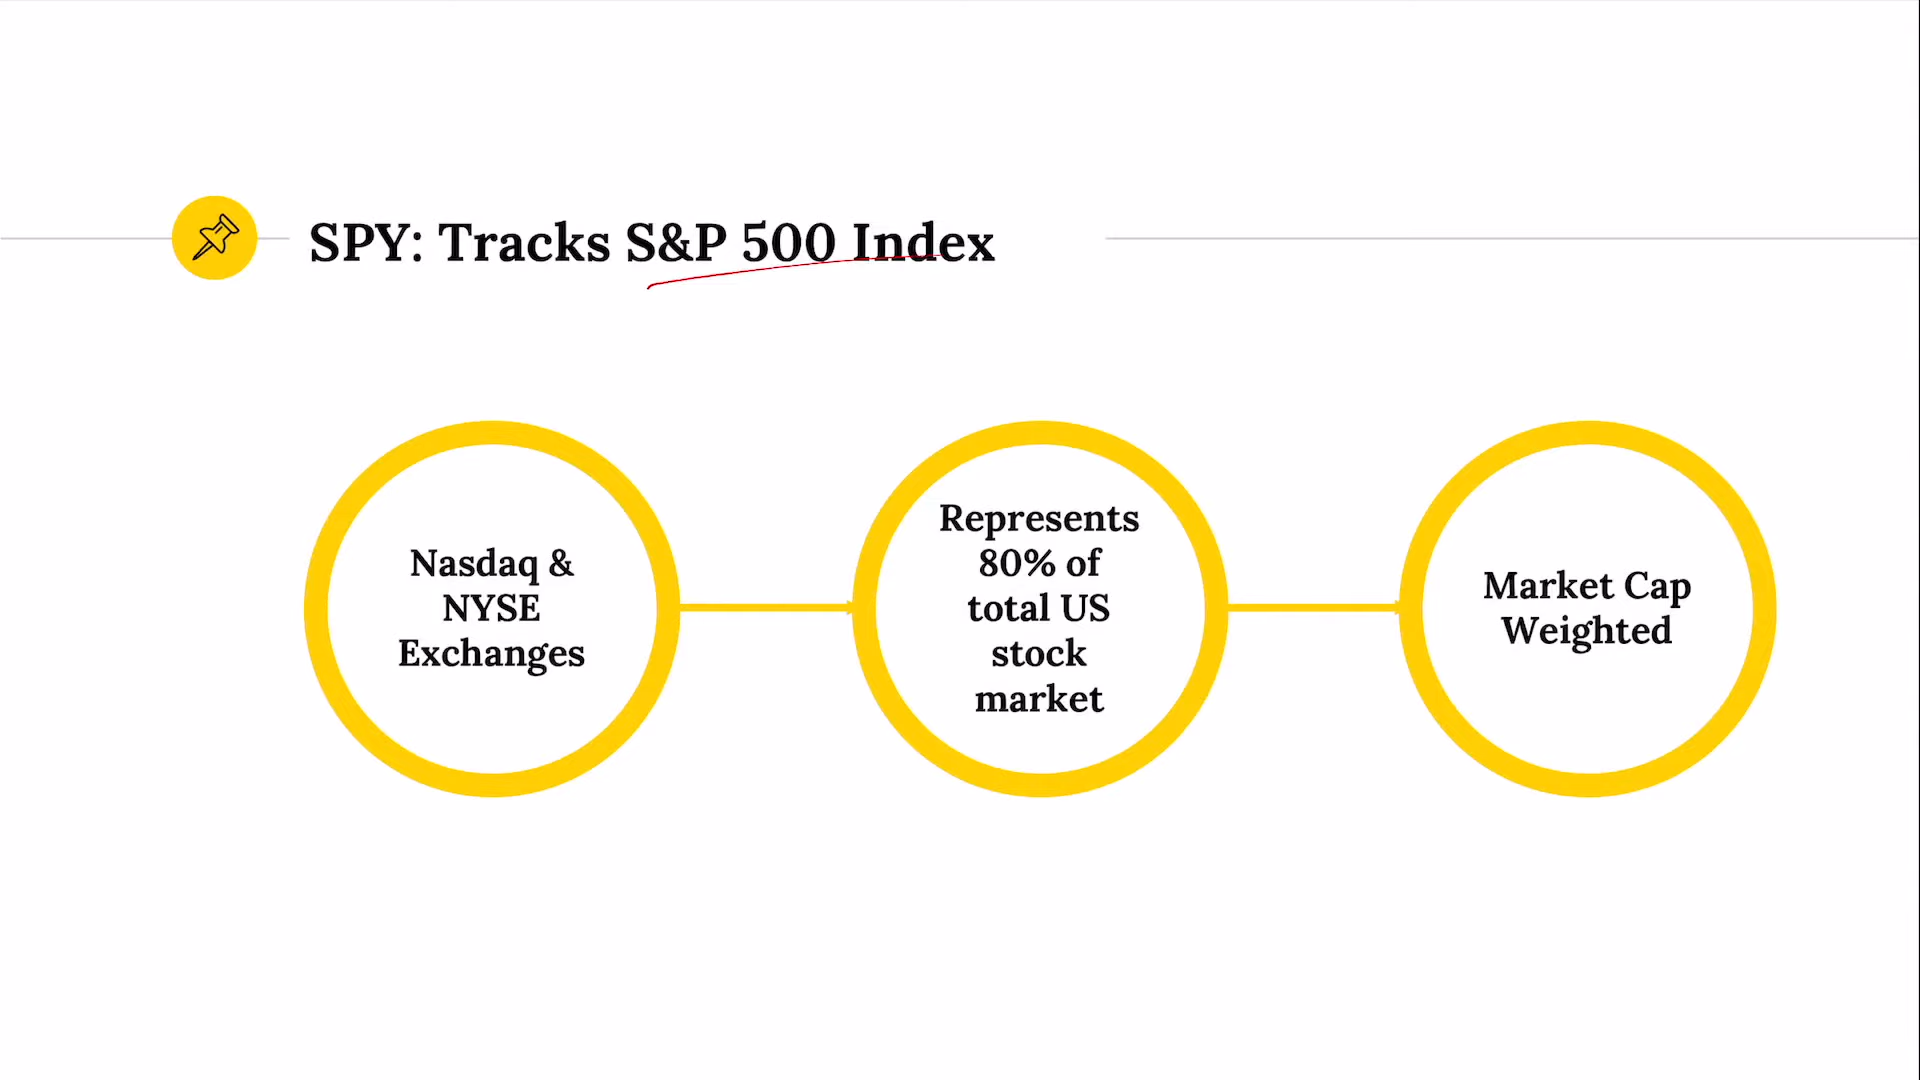 SPY: Tracks S&P 500 Index
Nasdaq &
NYSE
Exchanges
Represents
80% of
total US
stock
market
Market Cap
Weighted